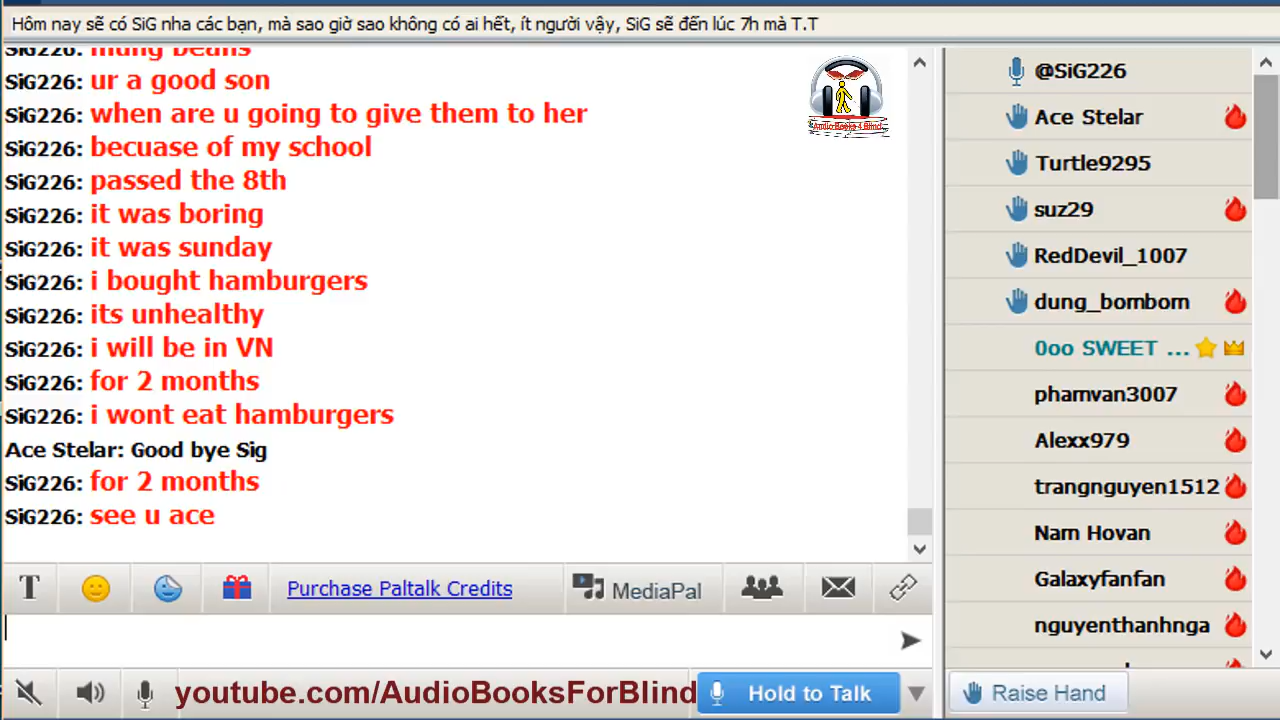 Hôm nay sẽ có SiG nha các bạn, mà sao giờ sao không có ai hết, ít người vậy, SiG sẽ đến lúc 7h mà T.T
SiG226: mung beans
SiG226: ur a good son
SiG226: when are u going to give them to her
SiG226: becuase of my school
SiG226: passed the 8th
SiG226: it was boring
SiG226: it was sunday
SiG226: i bought hamburgers
SiG226: its unhealthy
SiG226: i will be in VN
SiG226: for 2 months
SiG226: i wont eat hamburgers
Ace Stelar: Good bye Sig
SiG226: for 2 months
SiG226: see u ace
AudioBooks 4 Blind
@SiG226
Ace Stelar
Turtle9295
suz29
RedDevil_1007
dung_bombom
0oo SWEET ...
phamvan3007
Alexx979
trangnguyen1512
Nam Hovan
Galaxyfanfan
nguyenthanhnga
T
Purchase Paltalk Credits
MediaPal
youtube.com/AudioBooksForBlind
Hold to Talk
Raise Hand